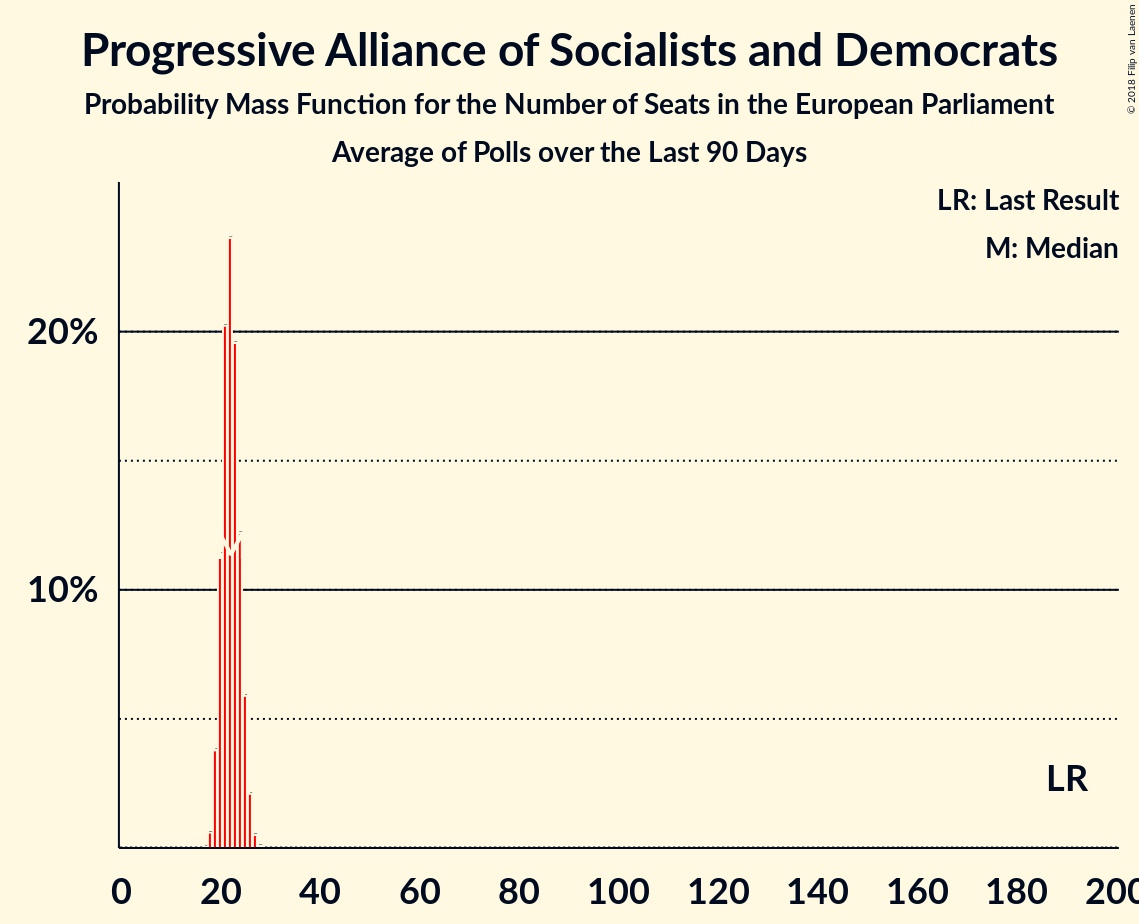 Progressive Alliance of Socialists and Democrats
Probability Mass Function for the Number of Seats in the European Parliament
Average of Polls over the Last 90 Days
© 2018 Filip van Laenen
LR: Last Result
M: Median
20%
10%
M
LR
0 20 40 60 80 100 120 140 160 180 200